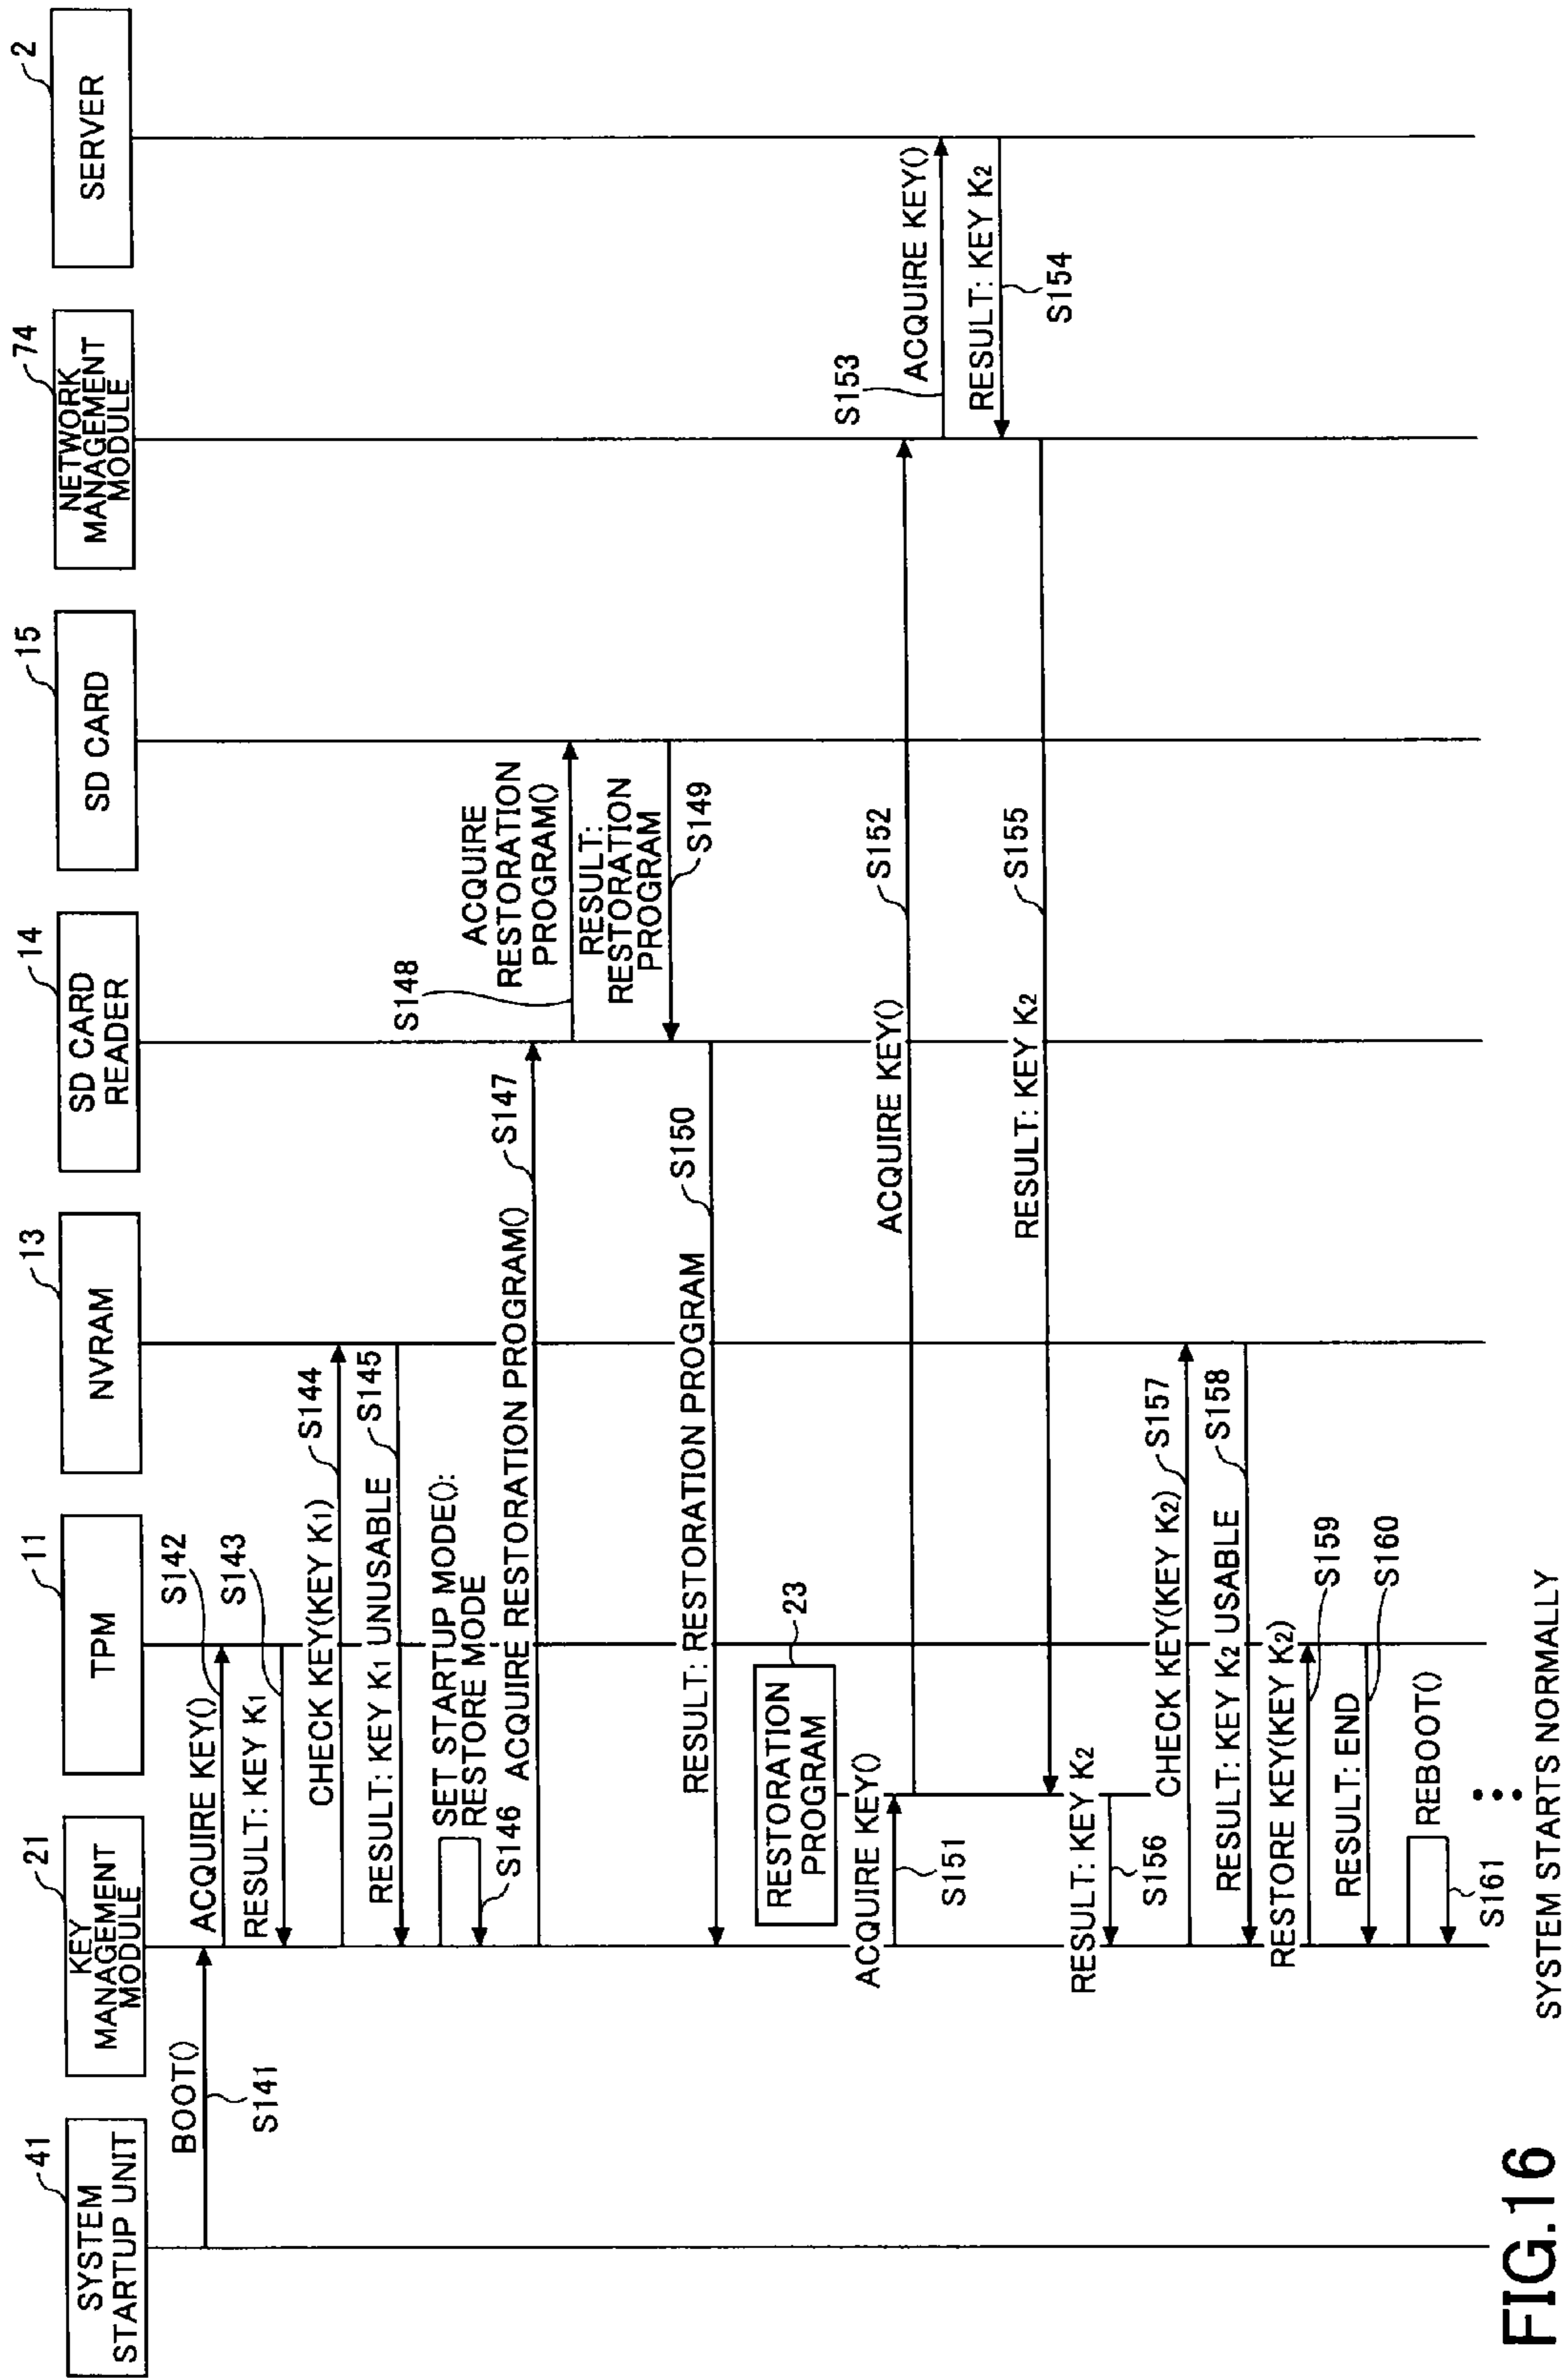 SYSTEM
STARTUP UNIT
41
KEY
MANAGEMENT
MODULE
21
TPM
11
NVRAM
13
SD CARD
READER
14
SD CARD
15
NETWORK
MANAGEMENT
MODULE
74
SERVER
2
BOOT()
S141
ACQUIRE KEY()
S142
RESULT: KEY K1
S143
CHECK KEY(KEY K1)
S144
RESULT: KEY K1 UNUSABLE
S145
SET STARTUP MODE():
RESTORE MODE
S146
ACQUIRE RESTORATION PROGRAM()
S147
S148
ACQUIRE
RESTORATION
PROGRAM()
RESULT:
RESTORATION
PROGRAM
S149
RESULT: RESTORATION PROGRAM
S150
RESTORATION
PROGRAM
23
ACQUIRE KEY()
S151
ACQUIRE KEY()
S152
S153
ACQUIRE KEY()
RESULT: KEY K2
S154
RESULT: KEY K2
S155
RESULT: KEY K2
S156
CHECK KEY(KEY K2)
S157
RESULT: KEY K2 USABLE
S158
RESTORE KEY(KEY K2)
S159
RESULT: END
S160
REBOOT()
S161
SYSTEM STARTS NORMALLY
FIG.16